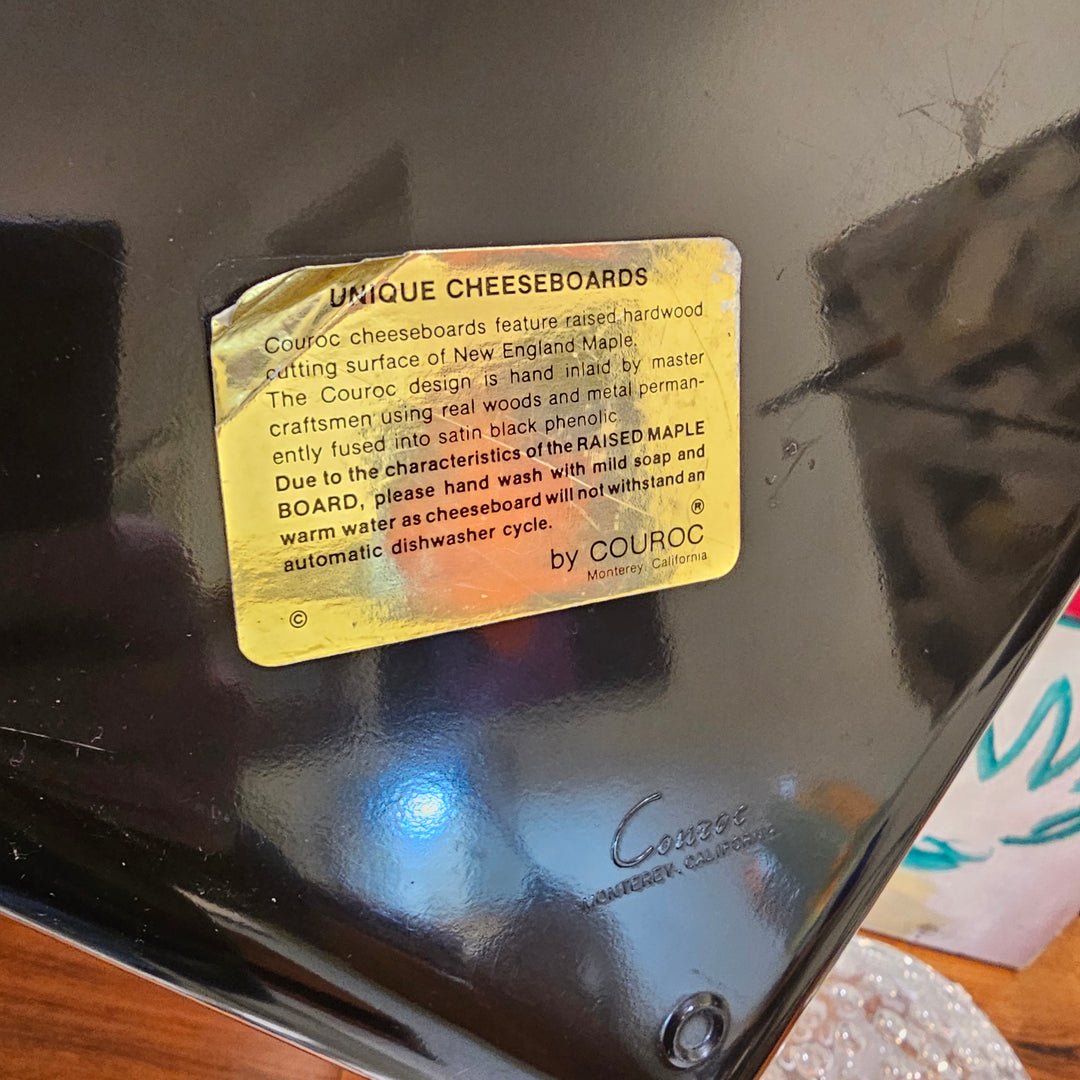 UNIQUE CHEESEBOARDS
Couroc cheeseboards feature raised hardwood
cutting surface of New England Maple.
The Couroc design is hand inlaid by master
craftsmen using real woods and metal perman-
ently fused into satin black phenolic.
Due to the characteristics of the RAISED MAPLE
BOARD, please hand wash with mild soap and
warm water as cheeseboard will not withstand an
automatic dishwasher cycle.
®
by COUROC
Monterey, California
©
Couroc
MONTEREY, CALIFORNIA